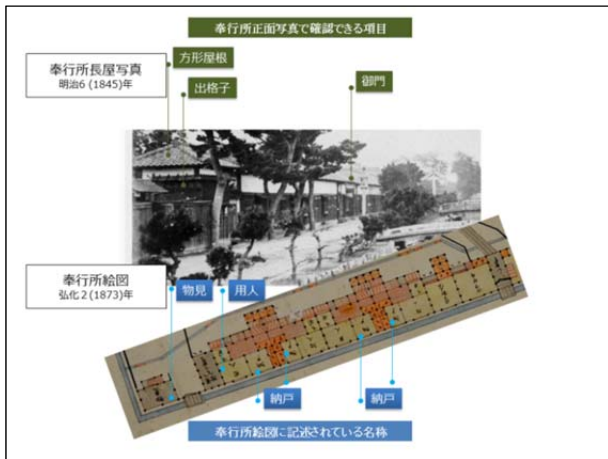 奉行所正面写真で確認できる項目
方形屋根
奉行所長屋写真
明治6 (1845)年
出格子
御門
奉行所絵図
弘化2 (1873)年
物見
用人
納戸
納戸
奉行所絵図に記述されている名称